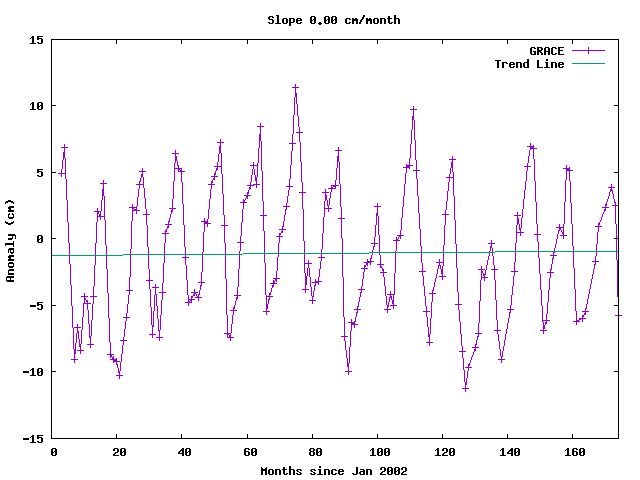 Slope 0.00 cm/month
GRACE
Trend Line
Anomaly (cm)
15
10
5
0
-5
-10
-15
0 20 40 60 80 100 120 140 160
Months since Jan 2002